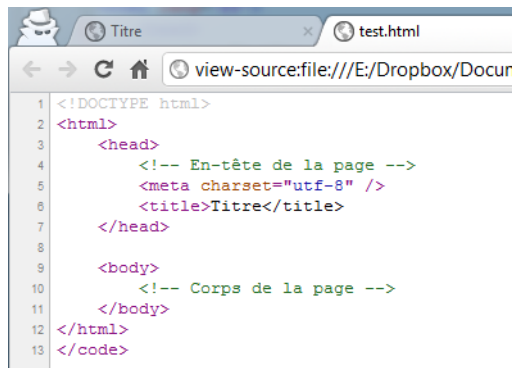 Titre × test.html
view-source:file:///E:/Dropbox/Docun
1 <!DOCTYPE html>
2 <html>
3     <head>
4         <!-- En-tête de la page -->
5         <meta charset="utf-8" />
6         <title>Titre</title>
7     </head>
8
9     <body>
10         <!-- Corps de la page -->
11     </body>
12 </html>
13 </code>